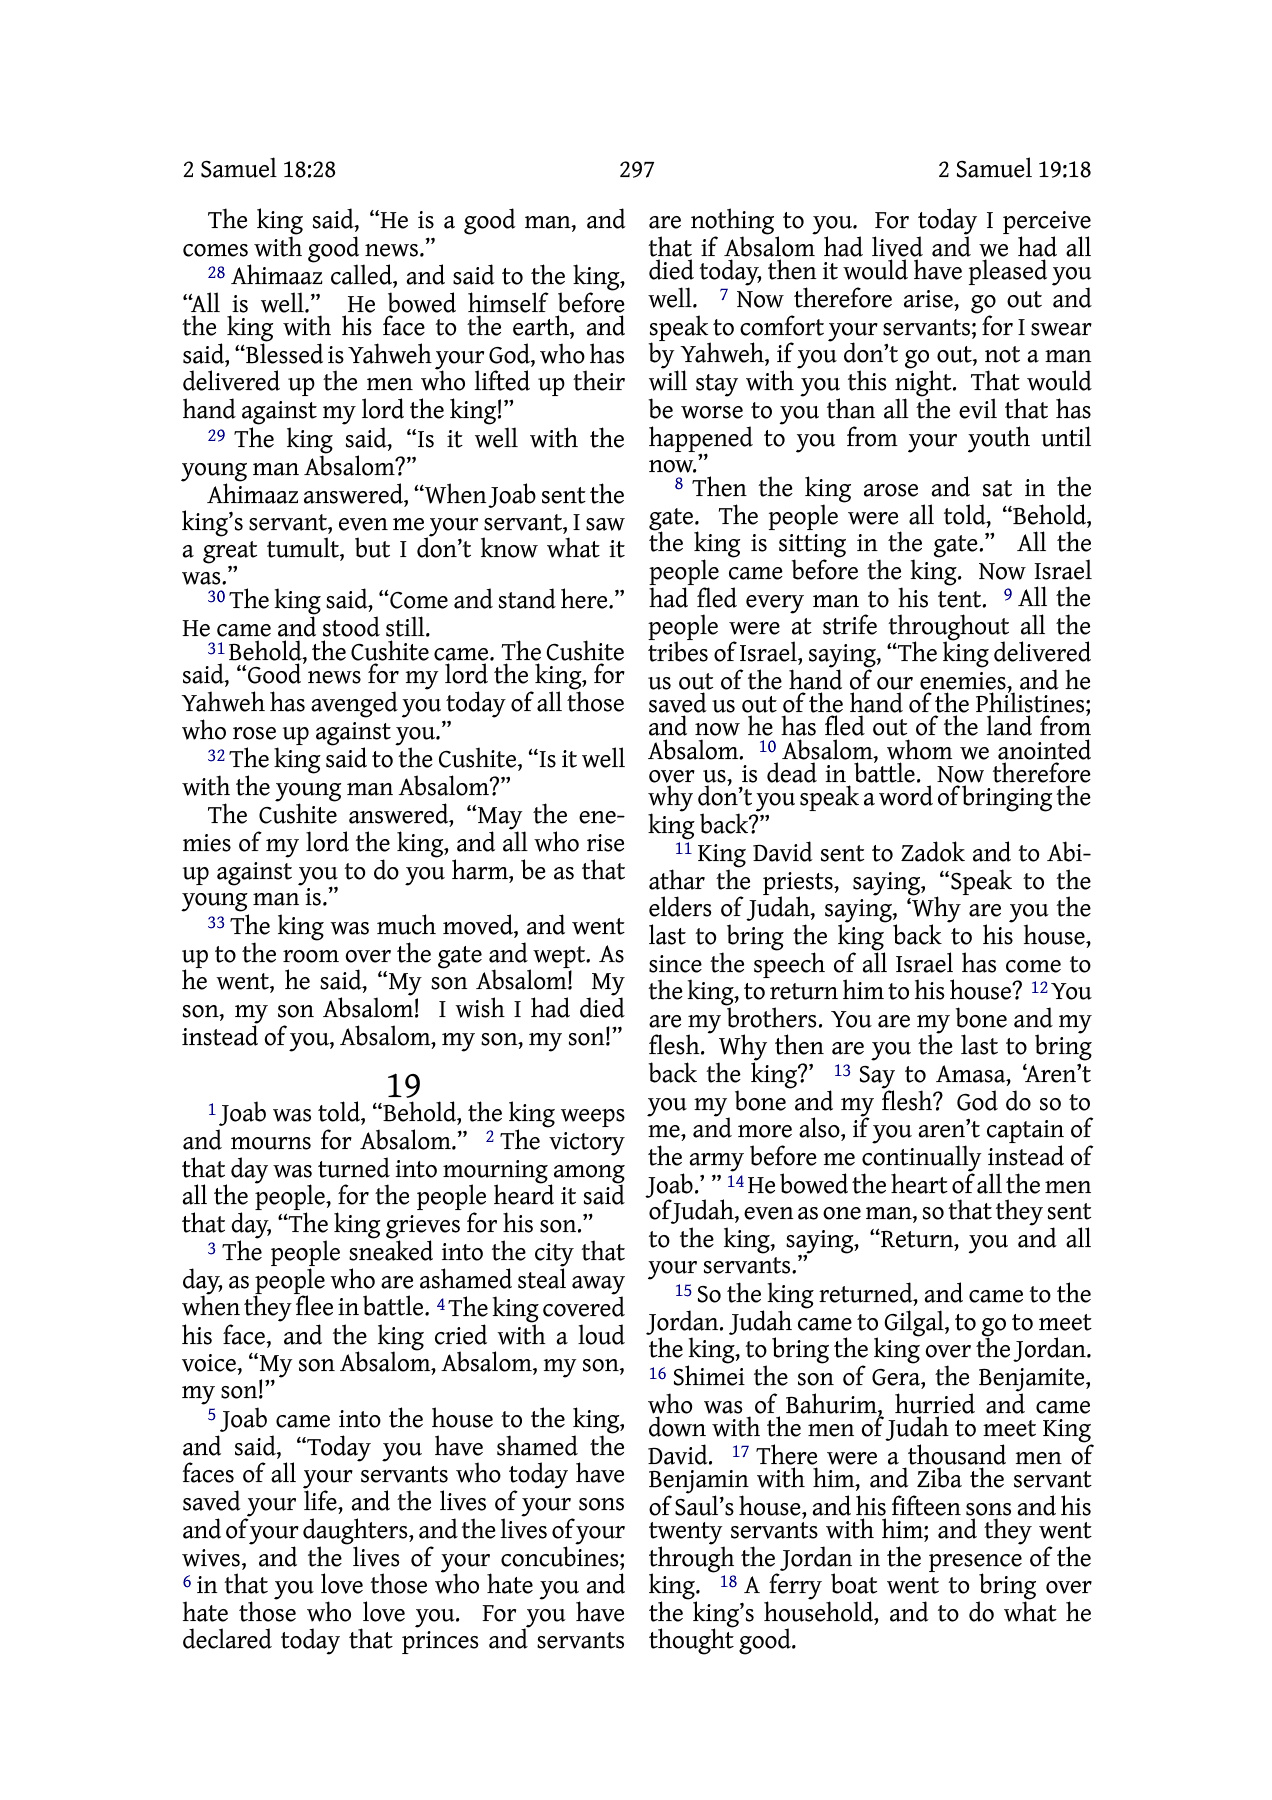 2 Samuel 18:28 297 2 Samuel 19:18
The king said, “He is a good man, and
comes with good news.”
28 Ahimaaz called, and said to the king,
“All is well.” He bowed himself before
the king with his face to the earth, and
said, “Blessed is Yahweh your God, who has
delivered up the men who lifted up their
hand against my lord the king!”
29 The king said, “Is it well with the
young man Absalom?”
Ahimaaz answered, “When Joab sent the
king’s servant, even me your servant, I saw
a great tumult, but I don’t know what it
was.”
30 The king said, “Come and stand here.”
He came and stood still.
31 Behold, the Cushite came. The Cushite
said, “Good news for my lord the king, for
Yahweh has avenged you today of all those
who rose up against you.”
32 The king said to the Cushite, “Is it well
with the young man Absalom?”
The Cushite answered, “May the ene-
mies of my lord the king, and all who rise
up against you to do you harm, be as that
young man is.”
33 The king was much moved, and went
up to the room over the gate and wept. As
he went, he said, “My son Absalom! My
son, my son Absalom! I wish I had died
instead of you, Absalom, my son, my son!”
19
1 Joab was told, “Behold, the king weeps
and mourns for Absalom.” 2 The victory
that day was turned into mourning among
all the people, for the people heard it said
that day, “The king grieves for his son.”
3 The people sneaked into the city that
day, as people who are ashamed steal away
when they flee in battle. 4 The king covered
his face, and the king cried with a loud
voice, “My son Absalom, Absalom, my son,
my son!”
5 Joab came into the house to the king,
and said, “Today you have shamed the
faces of all your servants who today have
saved your life, and the lives of your sons
and of your daughters, and the lives of your
wives, and the lives of your concubines;
6 in that you love those who hate you and
hate those who love you. For you have
declared today that princes and servants
are nothing to you. For today I perceive
that if Absalom had lived and we had all
died today, then it would have pleased you
well. 7 Now therefore arise, go out and
speak to comfort your servants; for I swear
by Yahweh, if you don’t go out, not a man
will stay with you this night. That would
be worse to you than all the evil that has
happened to you from your youth until
now.”
8 Then the king arose and sat in the
gate. The people were all told, “Behold,
the king is sitting in the gate.” All the
people came before the king. Now Israel
had fled every man to his tent. 9 All the
people were at strife throughout all the
tribes of Israel, saying, “The king delivered
us out of the hand of our enemies, and he
saved us out of the hand of the Philistines;
and now he has fled out of the land from
Absalom. 10 Absalom, whom we anointed
over us, is dead in battle. Now therefore
why don’t you speak a word of bringing the
king back?”
11 King David sent to Zadok and to Abi-
athar the priests, saying, “Speak to the
elders of Judah, saying, ‘Why are you the
last to bring the king back to his house,
since the speech of all Israel has come to
the king, to return him to his house? 12 You
are my brothers. You are my bone and my
flesh. Why then are you the last to bring
back the king?’ 13 Say to Amasa, ‘Aren’t
you my bone and my flesh? God do so to
me, and more also, if you aren’t captain of
the army before me continually instead of
Joab.’ ” 14 He bowed the heart of all the men
of Judah, even as one man, so that they sent
to the king, saying, “Return, you and all
your servants.”
15 So the king returned, and came to the
Jordan. Judah came to Gilgal, to go to meet
the king, to bring the king over the Jordan.
16 Shimei the son of Gera, the Benjamite,
who was of Bahurim, hurried and came
down with the men of Judah to meet King
David. 17 There were a thousand men of
Benjamin with him, and Ziba the servant
of Saul’s house, and his fifteen sons and his
twenty servants with him; and they went
through the Jordan in the presence of the
king. 18 A ferry boat went to bring over
the king’s household, and to do what he
thought good.